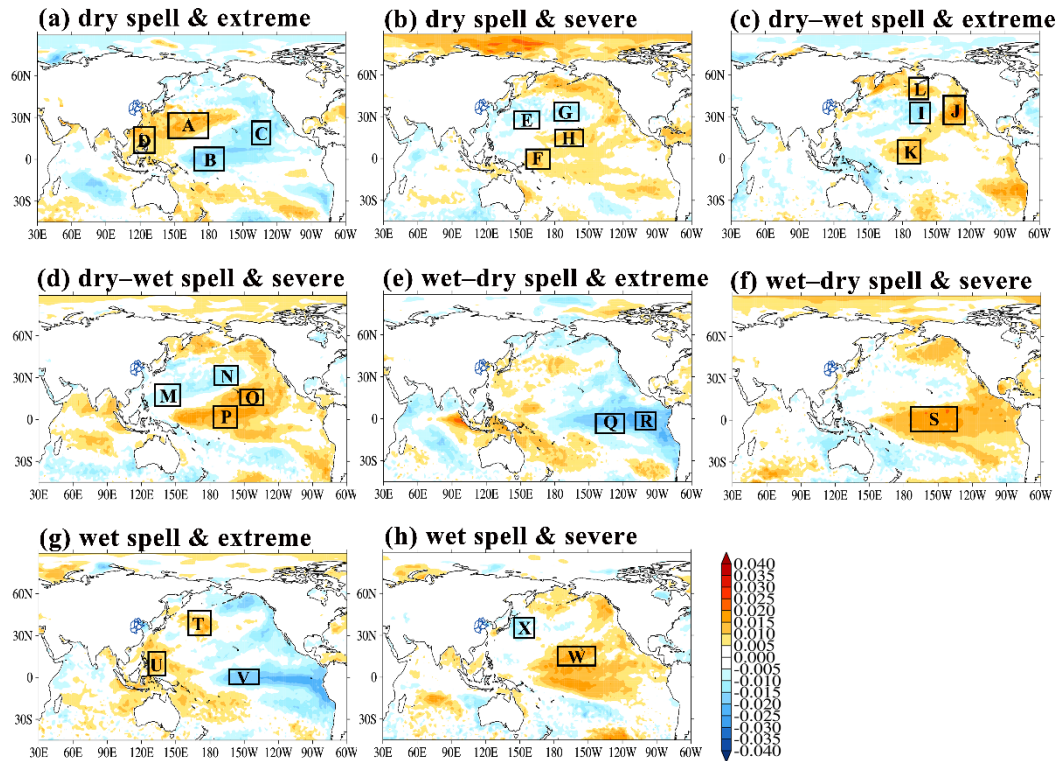 (a) dry spell & extreme
(b) dry spell & severe
(c) dry–wet spell & extreme
60N
30N
0
30S
A
D
C
B
30E 60E 90E 120E 150E 180 150W 120W 90W 60W
60N
30N
0
30S
E
G
H
F
30E 60E 90E 120E 150E 180 150W 120W 90W 60W
60N
30N
0
30S
L
I
J
K
30E 60E 90E 120E 150E 180 150W 120W 90W 60W
(d) dry–wet spell & severe
(e) wet–dry spell & extreme
(f) wet–dry spell & severe
60N
30N
0
30S
N
M
O
P
30E 60E 90E 120E 150E 180 150W 120W 90W 60W
60N
30N
0
30S
Q
R
30E 60E 90E 120E 150E 180 150W 120W 90W 60W
60N
30N
0
30S
S
30E 60E 90E 120E 150E 180 150W 120W 90W 60W
(g) wet spell & extreme
(h) wet spell & severe
60N
30N
0
30S
T
U
V
30E 60E 90E 120E 150E 180 150W 120W 90W 60W
60N
30N
0
30S
X
W
30E 60E 90E 120E 150E 180 150W 120W 90W 60W
0.040
0.035
0.030
0.025
0.020
0.015
0.010
0.005
0.000
-0.005
-0.010
-0.015
-0.020
-0.025
-0.030
-0.035
-0.040